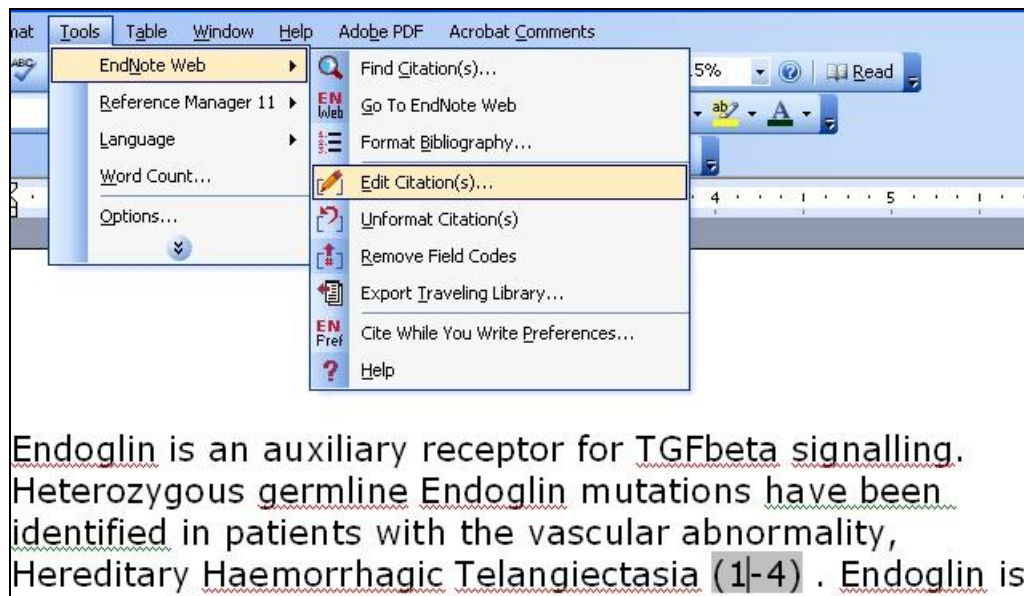 mat Tools Table Window Help Adobe PDF Acrobat Comments
ABC EndNote Web Find Citation(s)... 5% Read
Reference Manager 11 EN Web Go To EndNote Web
Language Format Bibliography...
Word Count... Edit Citation(s)... 4 5
Options... Unformat Citation(s)
Remove Field Codes
Export Traveling Library...
EN Pref Cite While You Write Preferences...
? Help
Endoglin is an auxiliary receptor for TGFbeta signalling.
Heterozygous germline Endoglin mutations have been
identified in patients with the vascular abnormality,
Hereditary Haemorrhagic Telangiectasia (1-4) . Endoglin is